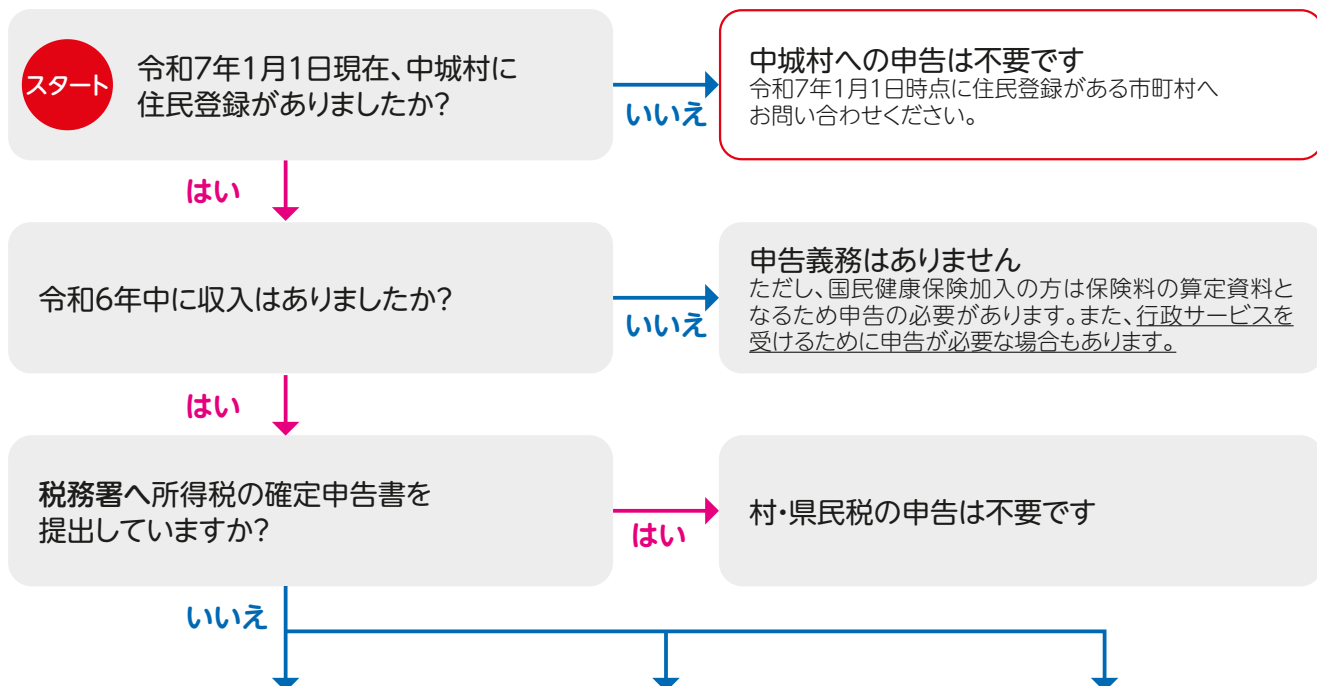 スタート
令和7年1月1日現在、中城村に
住民登録がありましたか?
いいえ
中城村への申告は不要です
令和7年1月1日時点に住民登録がある市町村へ
お問い合わせください。
はい
令和6年中に収入はありましたか?
いいえ
申告義務はありません
ただし、国民健康保険加入の方は保険料の算定資料と
なるため申告の必要があります。また、行政サービスを
受けるために申告が必要な場合もあります。
はい
税務署へ所得税の確定申告書を
提出していますか?
はい
村・県民税の申告は不要です
いいえ